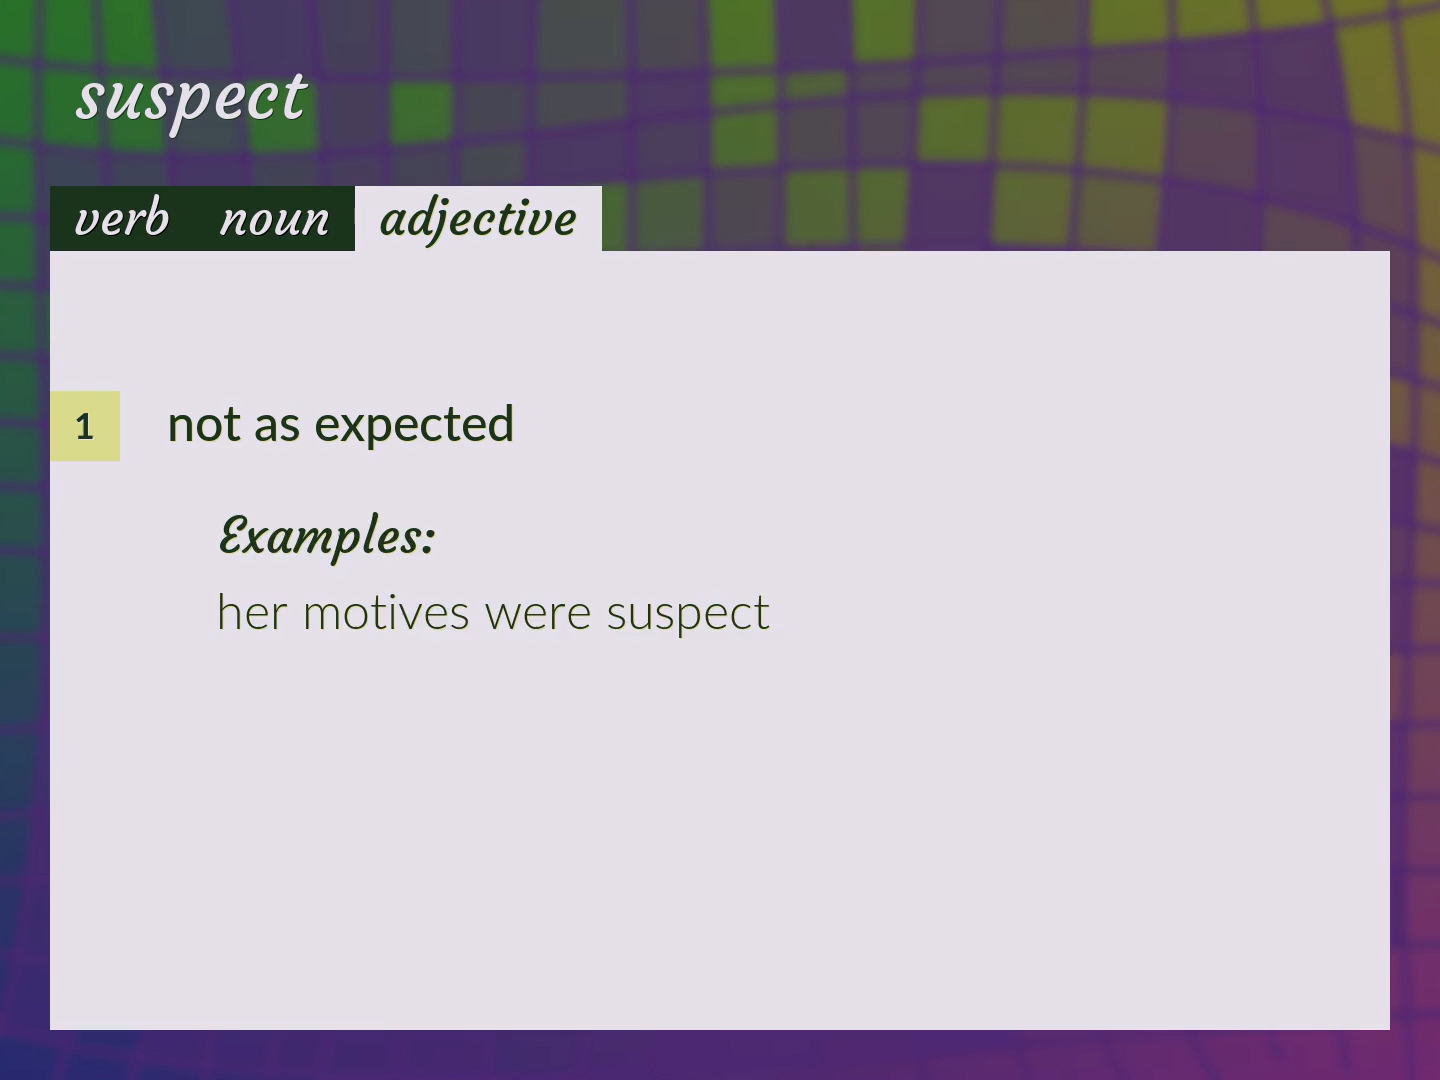 suspect
verb noun adjective
1 not as expected
Examples:
her motives were suspect